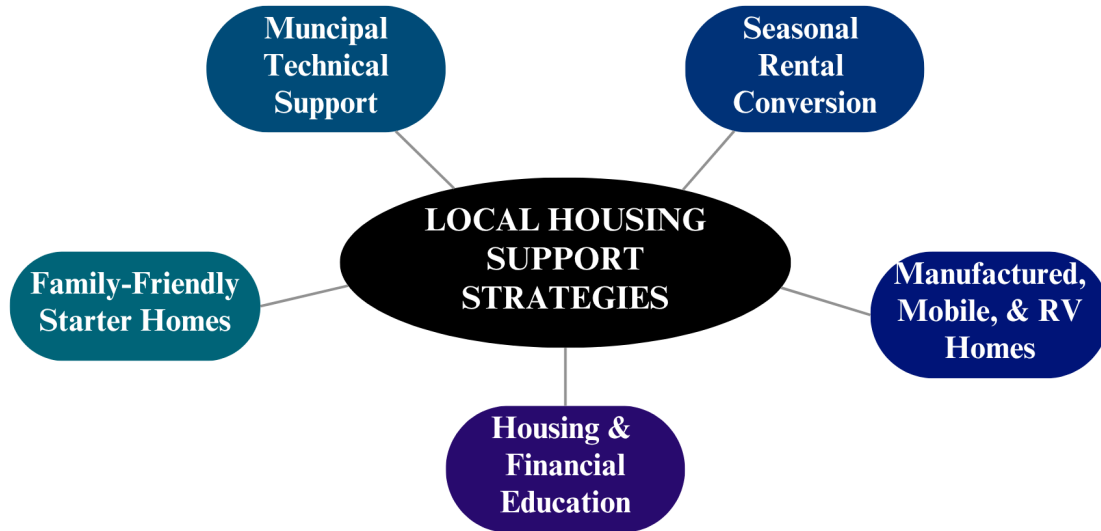 Muncipal
Technical
Support
Seasonal
Rental
Conversion
LOCAL HOUSING
SUPPORT
STRATEGIES
Family-Friendly
Starter Homes
Manufactured,
Mobile, & RV
Homes
Housing &
Financial
Education